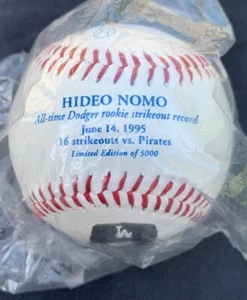 HIDEO NOMO
All-time Dodger rookie strikeout record
June 14, 1995
16 strikeouts vs. Pirates
Limited Edition of 5000
LA